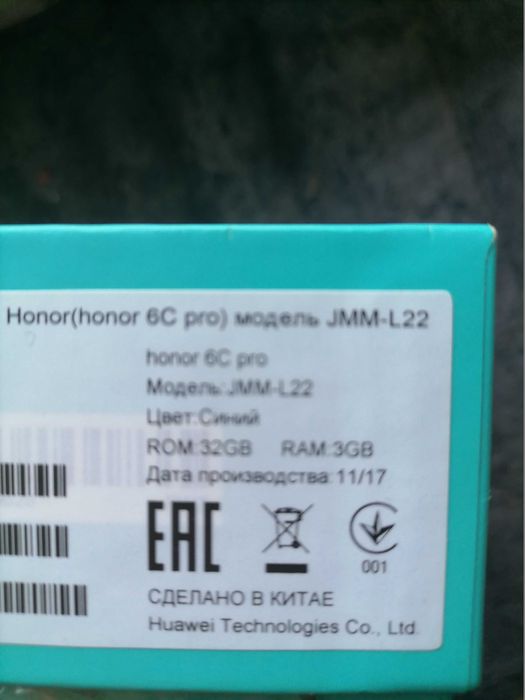 Honor(honor 6C pro) модель JMM-L22
honor 6C pro
Модель:JMM-L22
Цвет:Синий
ROM:32GB RAM:3GB
Дата производства:11/17
EAC
001
СДЕЛАНО В КИТАЕ
Huawei Technologies Co., Ltd.